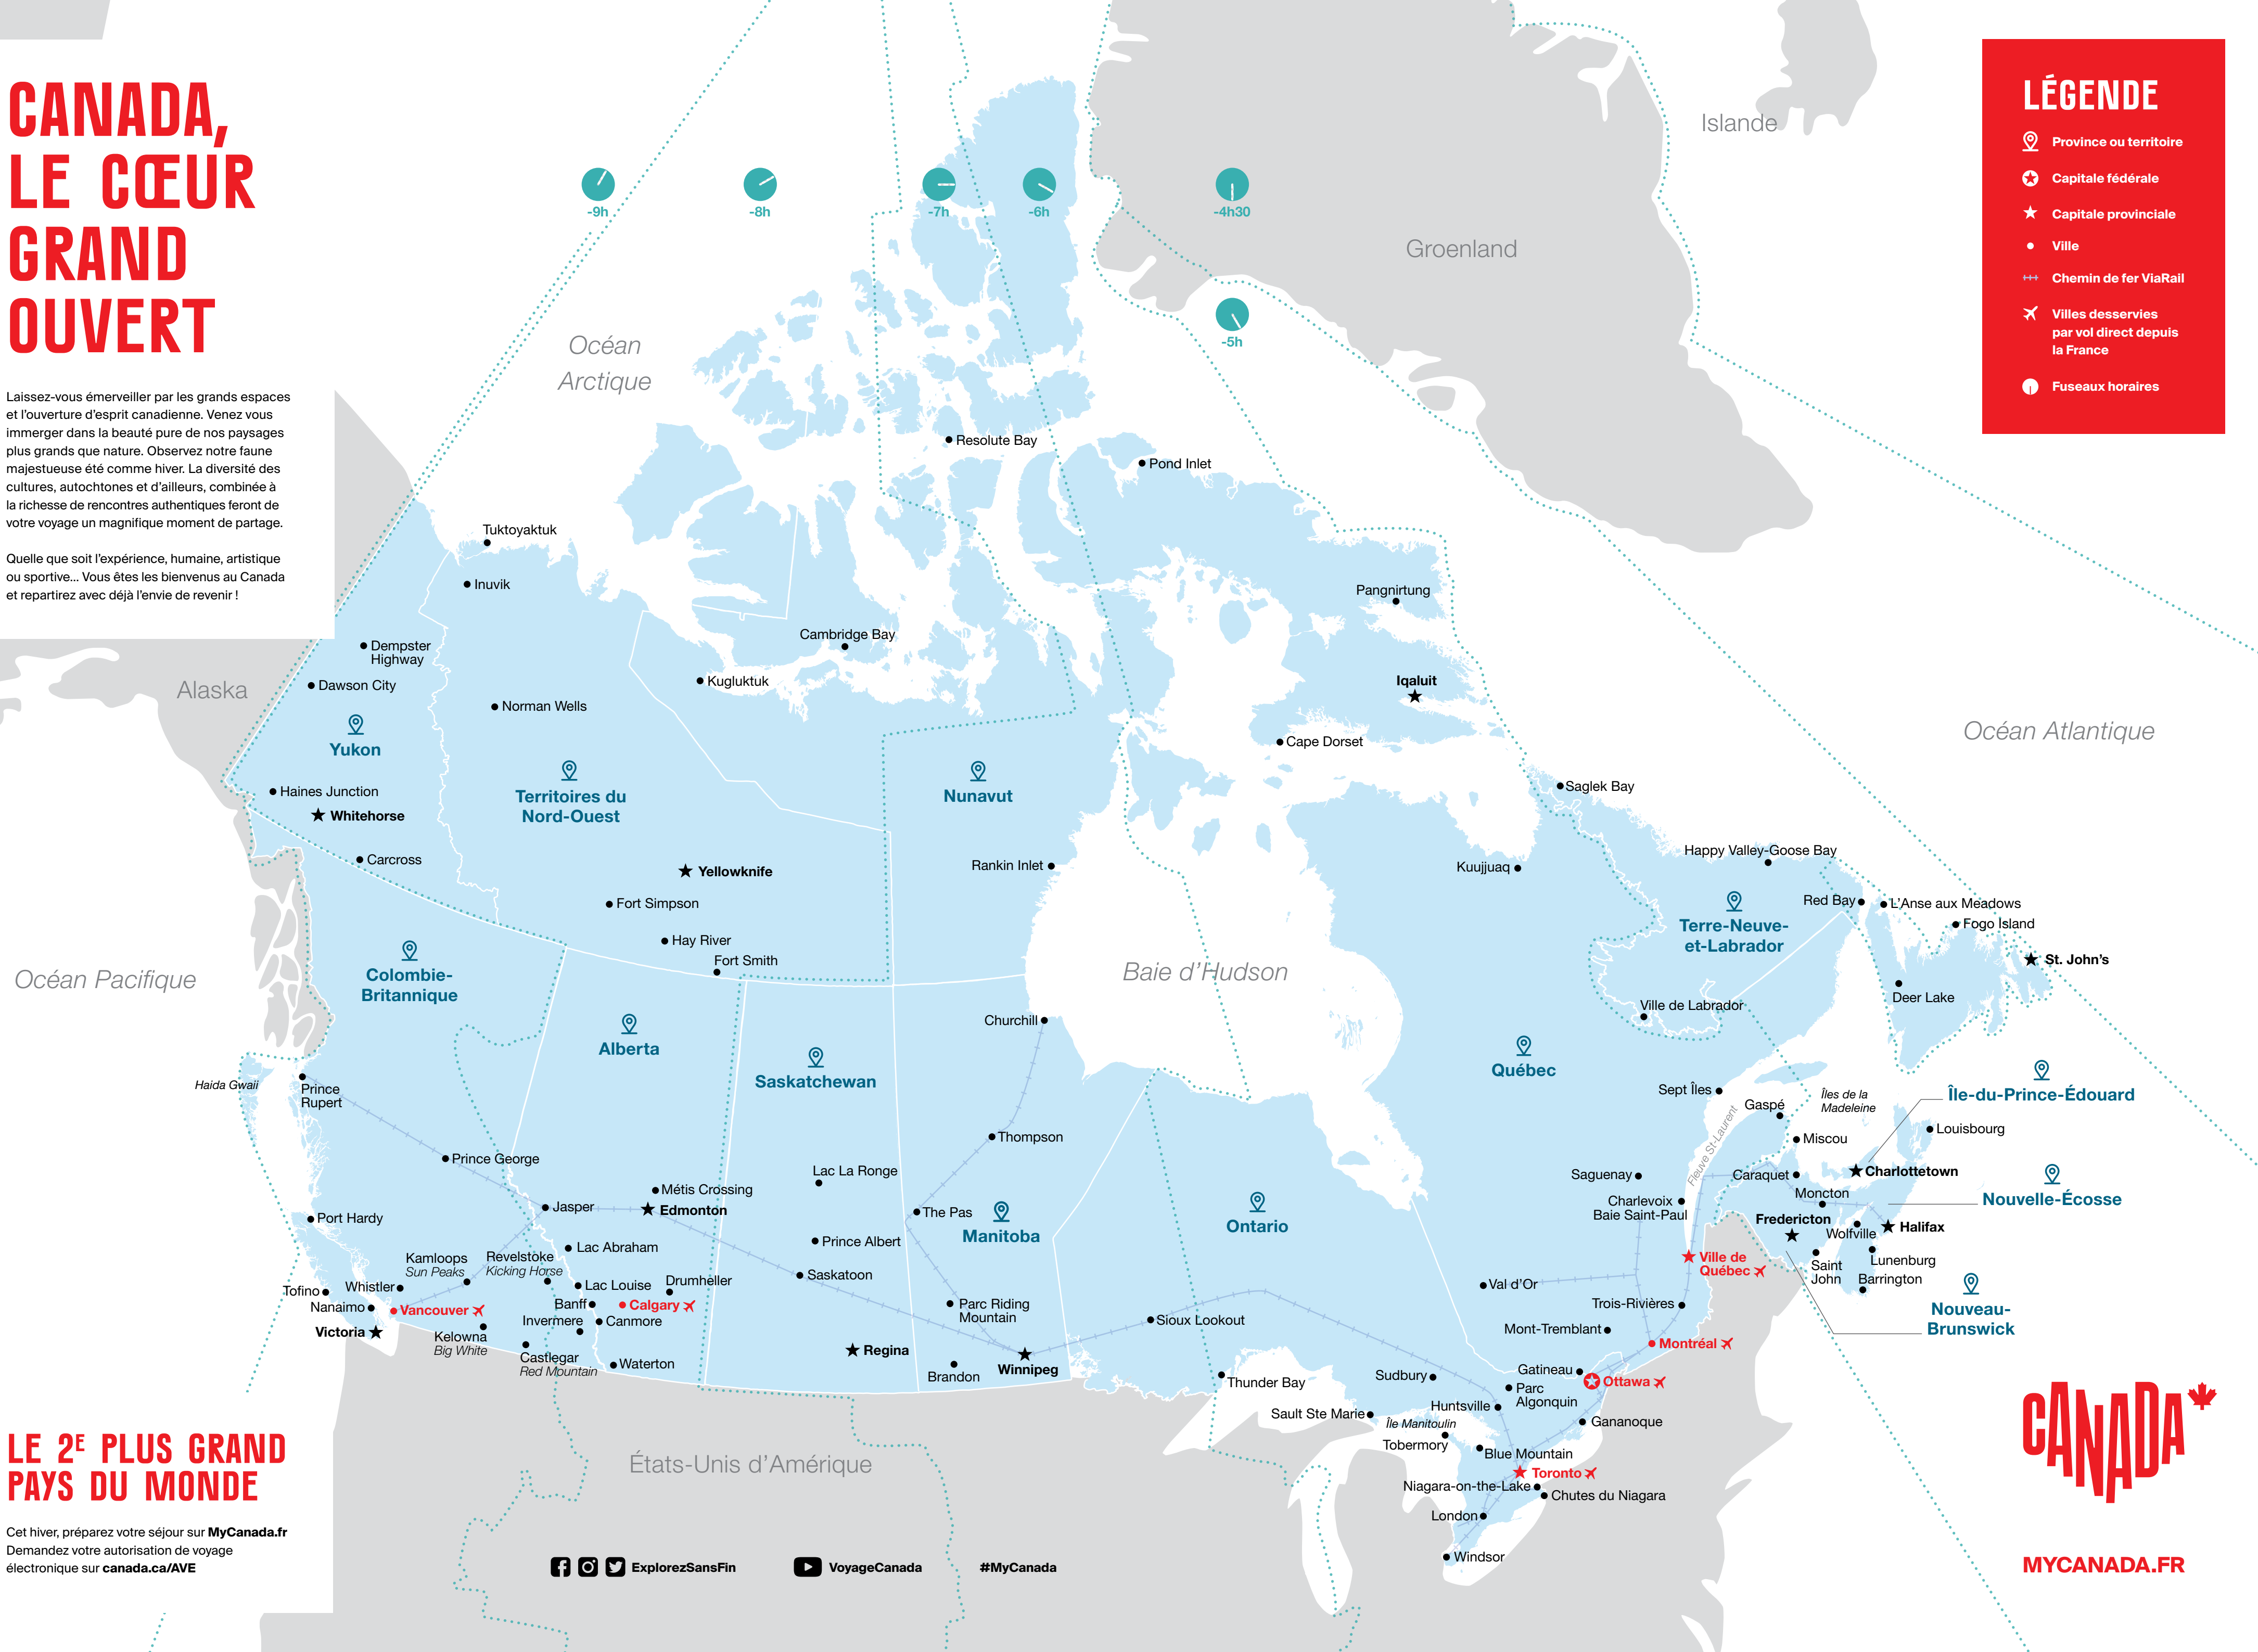 CANADA,
LE CŒUR
GRAND
OUVERT
Laissez-vous émerveiller par les grands espaces
et l'ouverture d'esprit canadienne. Venez vous
immerger dans la beauté pure de nos paysages
plus grands que nature. Observez notre faune
majestueuse été comme hiver. La diversité des
cultures, autochtones et d'ailleurs, combinée à
la richesse de rencontres authentiques feront de
votre voyage un magnifique moment de partage.
Quelle que soit l'expérience, humaine, artistique
ou sportive... Vous êtes les bienvenus au Canada
et repartirez avec déjà l'envie de revenir !
LÉGENDE
Province ou territoire
Capitale fédérale
Capitale provinciale
Ville
Chemin de fer ViaRail
Villes desservies
par vol direct depuis
la France
Fuseaux horaires
-9h
-8h
-7h
-6h
-4h30
-5h
Islande
Groenland
Océan
Arctique
Resolute Bay
Pond Inlet
Tuktoyaktuk
Inuvik
Pangnirtung
Cambridge Bay
Dempster
Highway
Kugluktuk
Iqaluit
Alaska
Dawson City
Norman Wells
Yukon
Cape Dorset
Océan Atlantique
Haines Junction
Whitehorse
Territoires du
Nord-Ouest
Nunavut
Saglek Bay
Carcross
Yellowknife
Rankin Inlet
Kuujjuaq
Happy Valley-Goose Bay
Fort Simpson
Red Bay
L'Anse aux Meadows
Fogo Island
Terre-Neuve-
et-Labrador
Hay River
Fort Smith
St. John's
Océan Pacifique
Colombie-
Britannique
Baie d'Hudson
Deer Lake
Ville de Labrador
Churchill
Alberta
Saskatchewan
Québec
Haida Gwaii
Prince
Rupert
Sept Îles
Îles de la
Madeleine
Île-du-Prince-Édouard
Gaspé
Fleuve St-Laurent
Louisbourg
Miscou
Thompson
Prince George
Lac La Ronge
Saguenay
Caraquet
Charlottetown
Métis Crossing
Moncton
Nouvelle-Écosse
Jasper
Edmonton
The Pas
Charlevoix
Baie Saint-Paul
Port Hardy
Manitoba
Ontario
Fredericton
Halifax
Wolfville
Prince Albert
Lac Abraham
Kamloops
Sun Peaks
Revelstoke
Kicking Horse
Ville de
Québec
Saint
John
Lunenburg
Barrington
Saskatoon
Drumheller
Lac Louise
Whistler
Tofino
Val d'Or
Nanaimo
Vancouver
Banff
Calgary
Parc Riding
Mountain
Trois-Rivières
Nouveau-
Brunswick
Invermere
Canmore
Sioux Lookout
Victoria
Kelowna
Big White
Mont-Tremblant
Montréal
Castlegar
Red Mountain
Waterton
Regina
Brandon
Winnipeg
Thunder Bay
Sudbury
Gatineau
Ottawa
Parc
Algonquin
Huntsville
Sault Ste Marie
Île Manitoulin
Gananoque
Tobermory
Blue Mountain
Toronto
Niagara-on-the-Lake
Chutes du Niagara
London
Windsor
États-Unis d'Amérique
LE 2E PLUS GRAND
PAYS DU MONDE
Cet hiver, préparez votre séjour sur MyCanada.fr
Demandez votre autorisation de voyage
électronique sur canada.ca/AVE
ExplorezSansFin
VoyageCanada
#MyCanada
CANADA
MYCANADA.FR